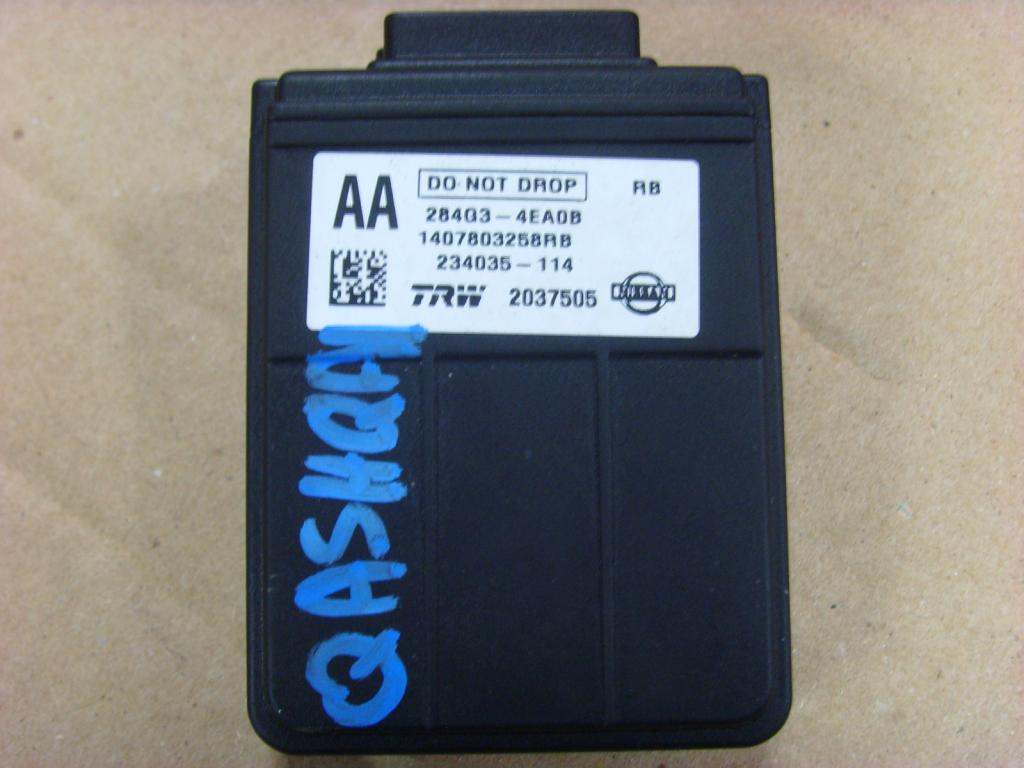 AA
DO NOT DROP
RB
284G3-4EA0B
1407803258RB
234035-114
TRW 2037505 NISSAN
QASHQAI